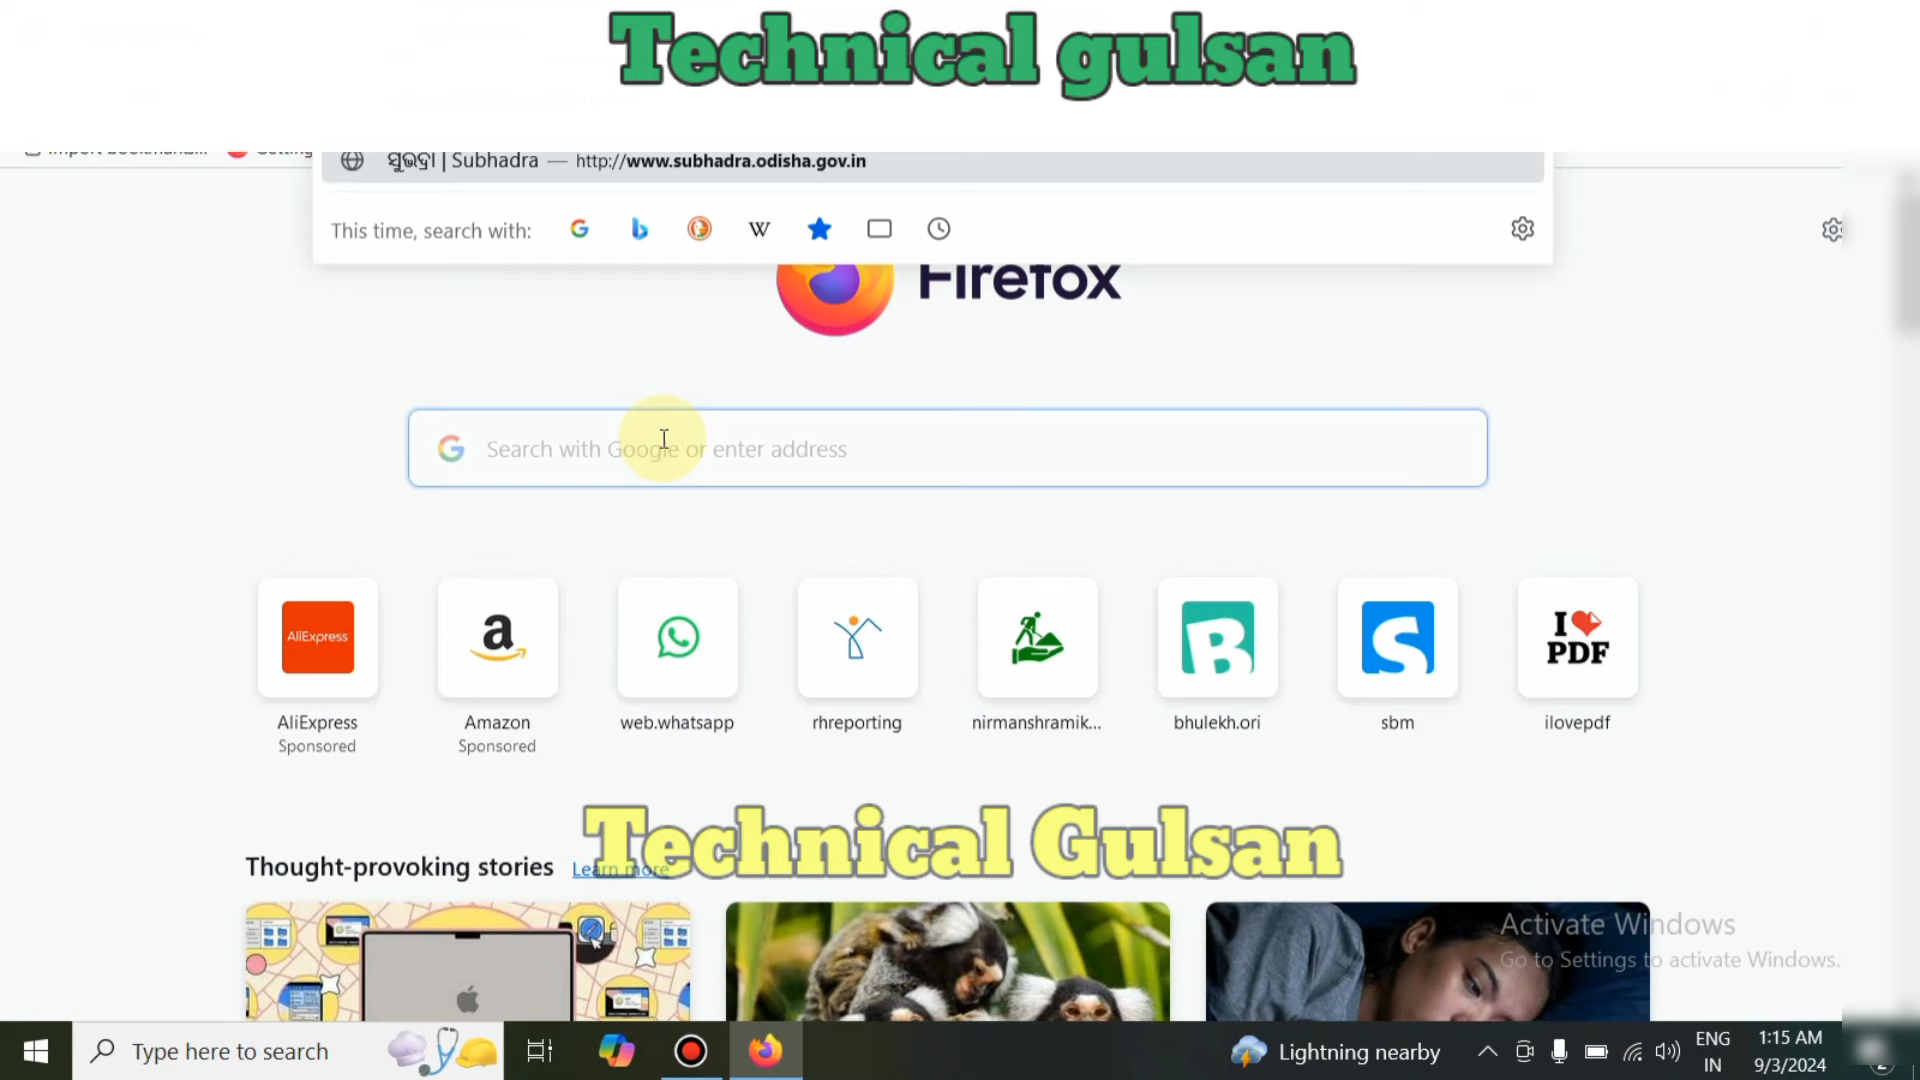 Technical gulsan
ସୁଭଦ୍ରା | Subhadra — http://www.subhadra.odisha.gov.in
This time, search with:
Firefox
Search with Google or enter address
AliExpress
AliExpress
Sponsored
Amazon
Sponsored
web.whatsapp
rhreporting
nirmanshramik...
bhulekh.ori
sbm
I PDF
ilovepdf
Technical Gulsan
Thought-provoking stories Learn more
Activate Windows
Go to Settings to activate Windows.
Type here to search
Lightning nearby
ENG
IN
1:15 AM
9/3/2024